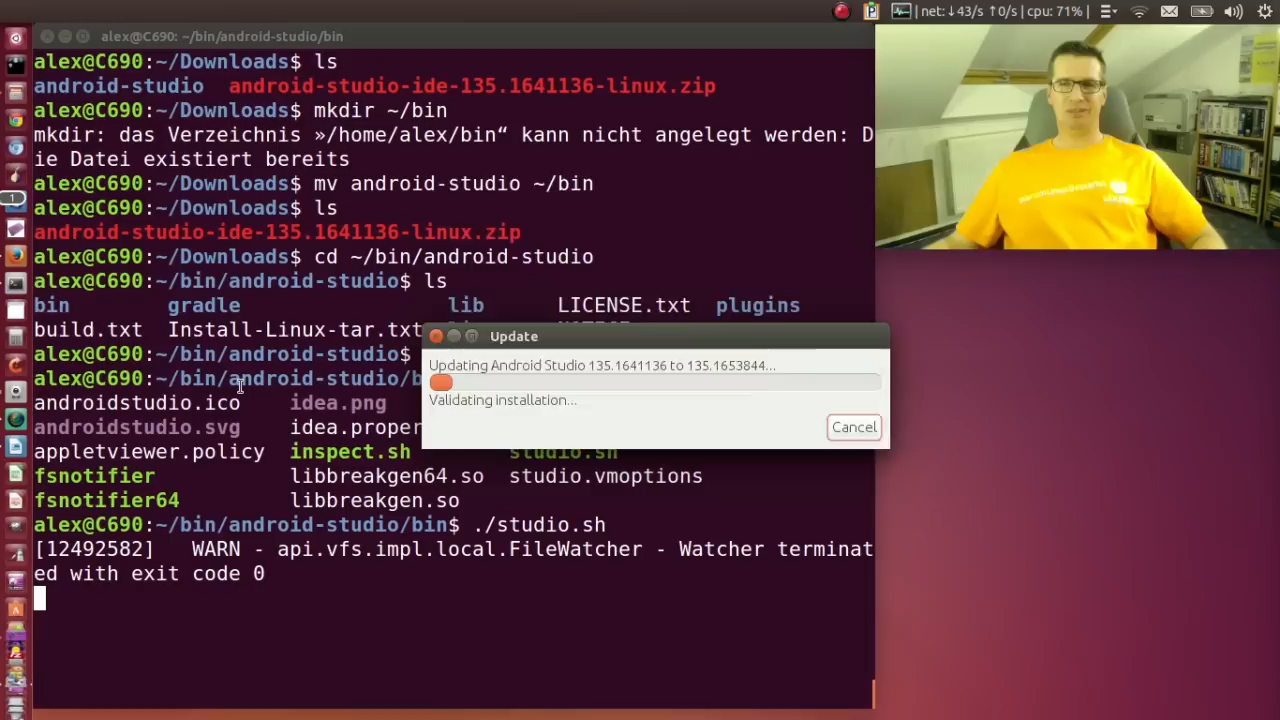 net:↓43/s ↑0/s | cpu: 71%
alex@C690: ~/bin/android-studio/bin
alex@C690:~/Downloads$ ls
android-studio android-studio-ide-135.1641136-linux.zip
alex@C690:~/Downloads$ mkdir ~/bin
mkdir: das Verzeichnis »/home/alex/bin“ kann nicht angelegt werden: D
ie Datei existiert bereits
alex@C690:~/Downloads$ mv android-studio ~/bin
alex@C690:~/Downloads$ ls
android-studio-ide-135.1641136-linux.zip
alex@C690:~/Downloads$ cd ~/bin/android-studio
alex@C690:~/bin/android-studio$ ls
bin gradle lib LICENSE.txt plugins
build.txt Install-Linux-tar.txt
alex@C690:~/bin/android-studio$
alex@C690:~/bin/android-studio/b
androidstudio.ico idea.png
androidstudio.svg idea.proper
appletviewer.policy inspect.sh studio.sh
fsnotifier libbreakgen64.so studio.vmoptions
fsnotifier64 libbreakgen.so
alex@C690:~/bin/android-studio/bin$ ./studio.sh
[12492582] WARN - api.vfs.impl.local.FileWatcher - Watcher terminat
ed with exit code 0
Update
Updating Android Studio 135.1641136 to 135.1653844...
Validating installation...
Cancel
1